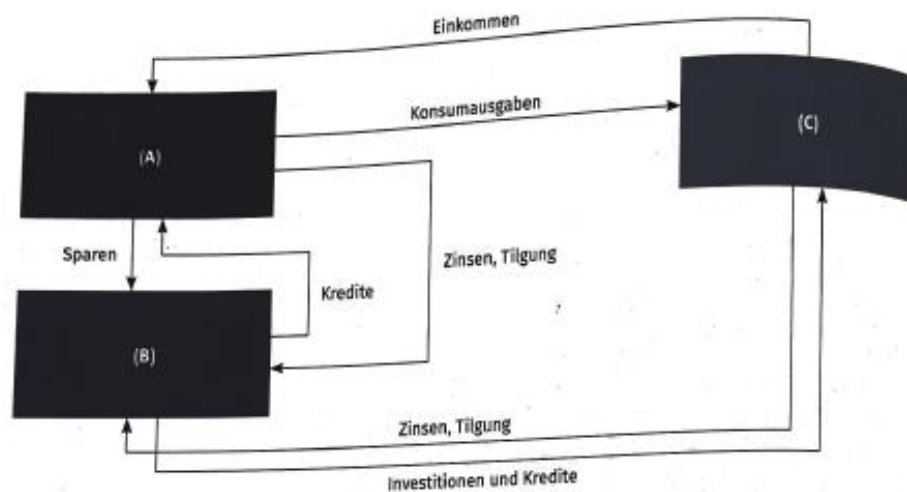 Einkommen
Konsumausgaben
(A)
(C)
Sparen
Zinsen, Tilgung
Kredite
(B)
Zinsen, Tilgung
Investitionen und Kredite